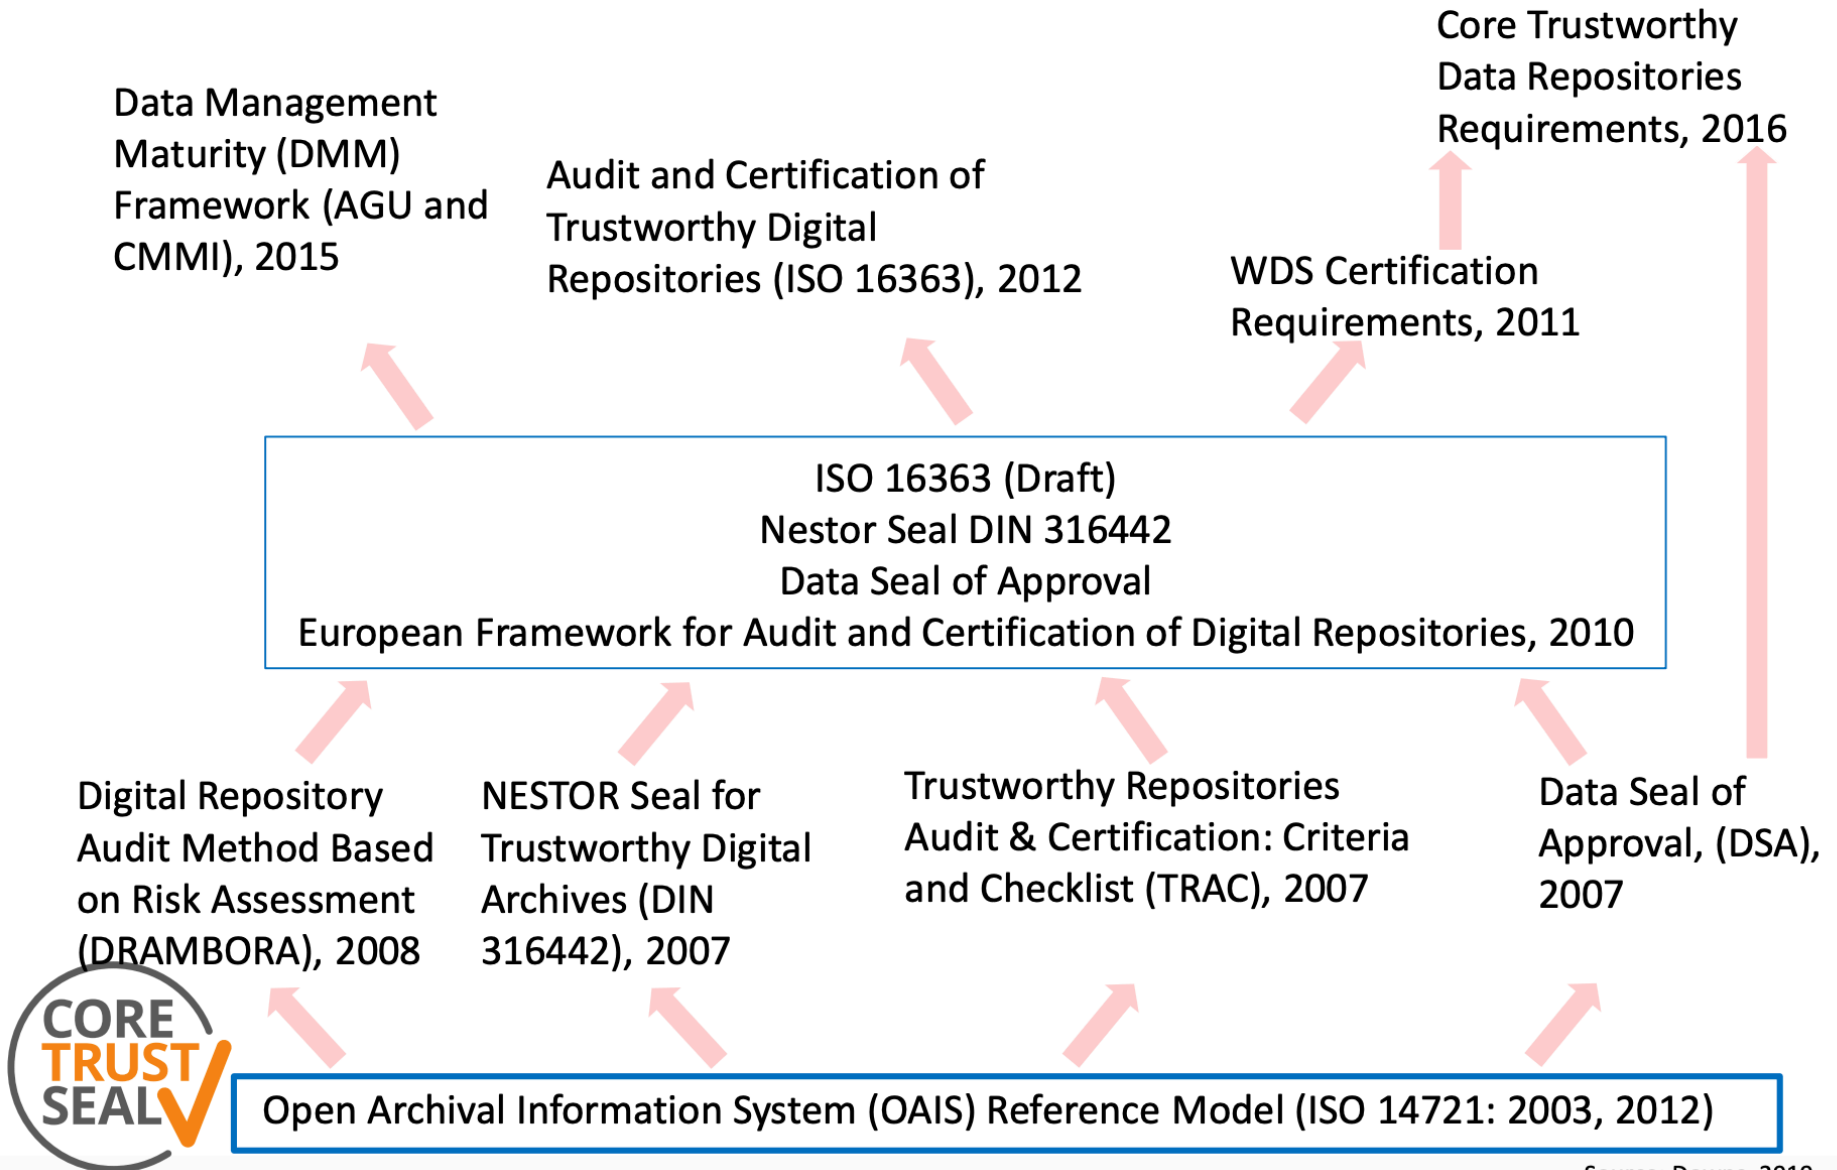 Core Trustworthy
Data Repositories
Requirements, 2016
Data Management
Maturity (DMM)
Framework (AGU and
CMMI), 2015
Audit and Certification of
Trustworthy Digital
Repositories (ISO 16363), 2012
WDS Certification
Requirements, 2011
ISO 16363 (Draft)
Nestor Seal DIN 316442
Data Seal of Approval
European Framework for Audit and Certification of Digital Repositories, 2010
Digital Repository
Audit Method Based
on Risk Assessment
(DRAMBORA), 2008
NESTOR Seal for
Trustworthy Digital
Archives (DIN
316442), 2007
Trustworthy Repositories
Audit & Certification: Criteria
and Checklist (TRAC), 2007
Data Seal of
Approval, (DSA),
2007
CORE
TRUST
SEAL
Open Archival Information System (OAIS) Reference Model (ISO 14721: 2003, 2012)